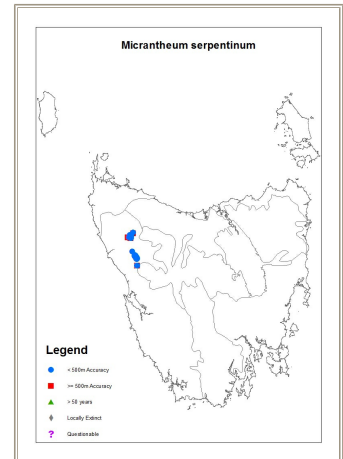 Micrantheum serpentinum
Legend
< 500m Accuracy
>= 500m Accuracy
> 50 years
Locally Extinct
? Questionable